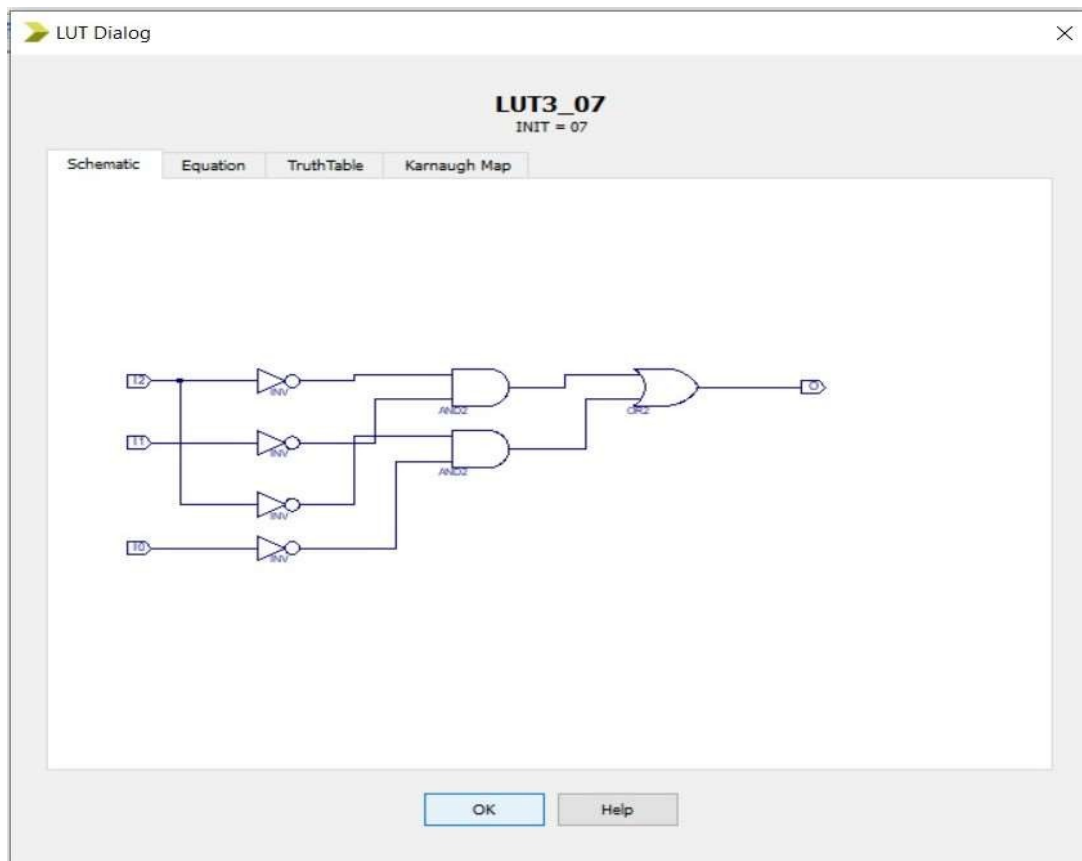 LUT Dialog
LUT3_07
INIT = 07
Schematic
Equation
TruthTable
Karnaugh Map
I2
INV
AND2
OR2
O
I1
INV
AND2
INV
I0
INV
OK
Help